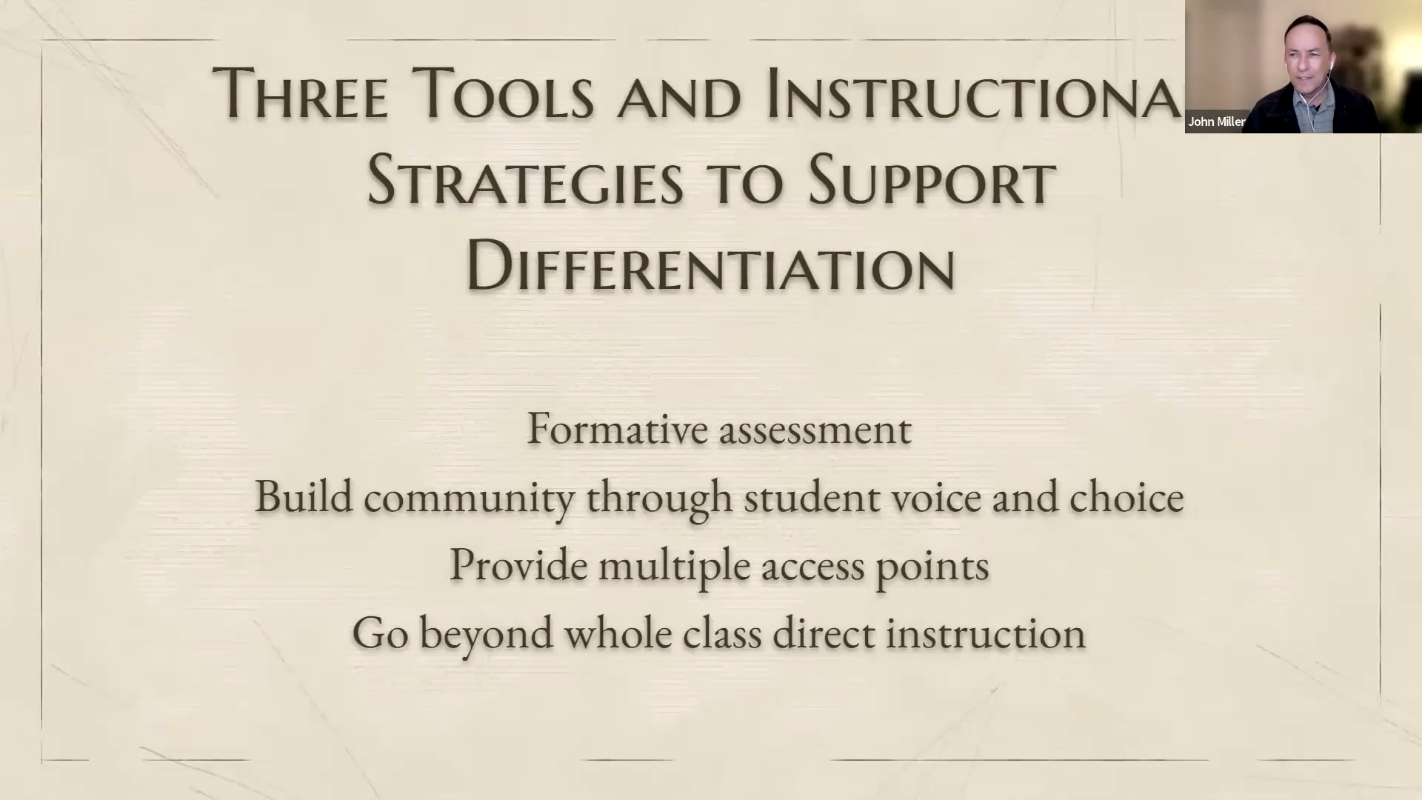 Three Tools and Instructiona
Strategies to Support
Differentiation
John Miller
Formative assessment
Build community through student voice and choice
Provide multiple access points
Go beyond whole class direct instruction